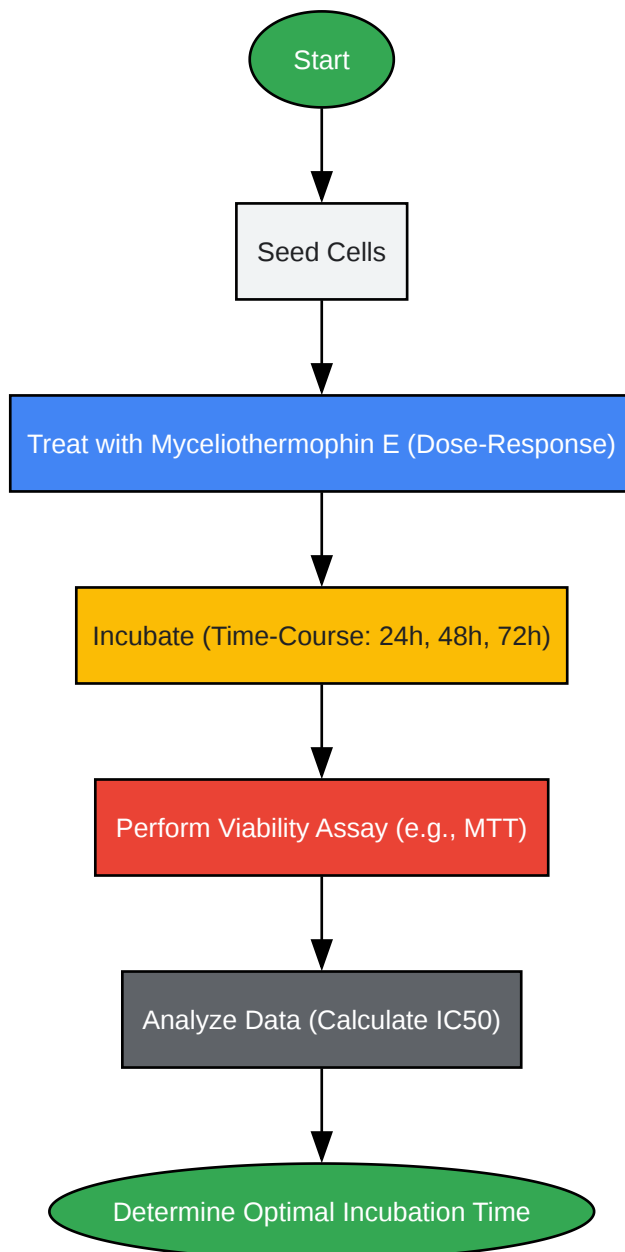 Start
Seed Cells
Treat with Myceliothermophin E (Dose-Response)
Incubate (Time-Course: 24h, 48h, 72h)
Perform Viability Assay (e.g., MTT)
Analyze Data (Calculate IC50)
Determine Optimal Incubation Time